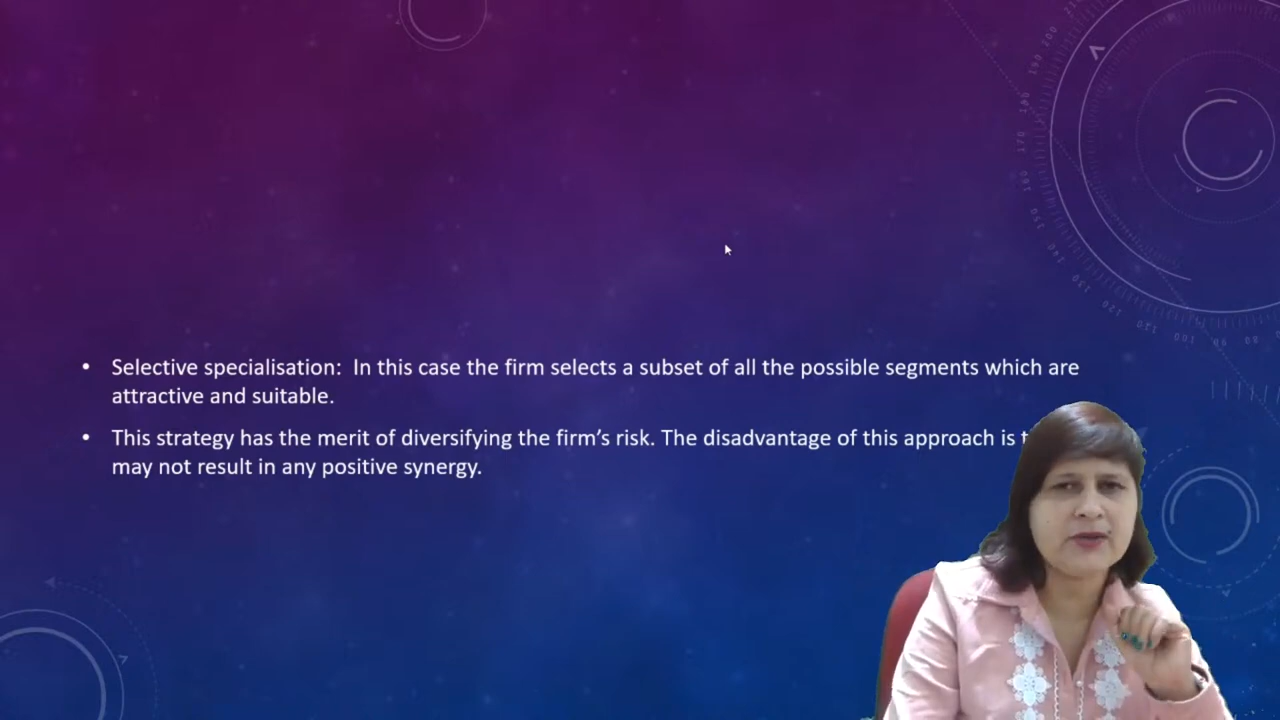 • Selective specialisation: In this case the firm selects a subset of all the possible segments which are
attractive and suitable.
• This strategy has the merit of diversifying the firm's risk. The disadvantage of this approach is
may not result in any positive synergy.